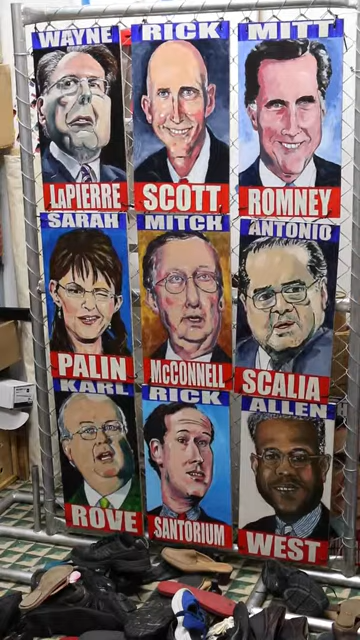 WAYNE
LAPIERRE
RICK
SCOTT
MITT
ROMNEY
SARAH
PALIN
MITCH
McCONNELL
ANTONIO
SCALIA
KARL
ROVE
RICK
SANTORIUM
ALLEN
WEST